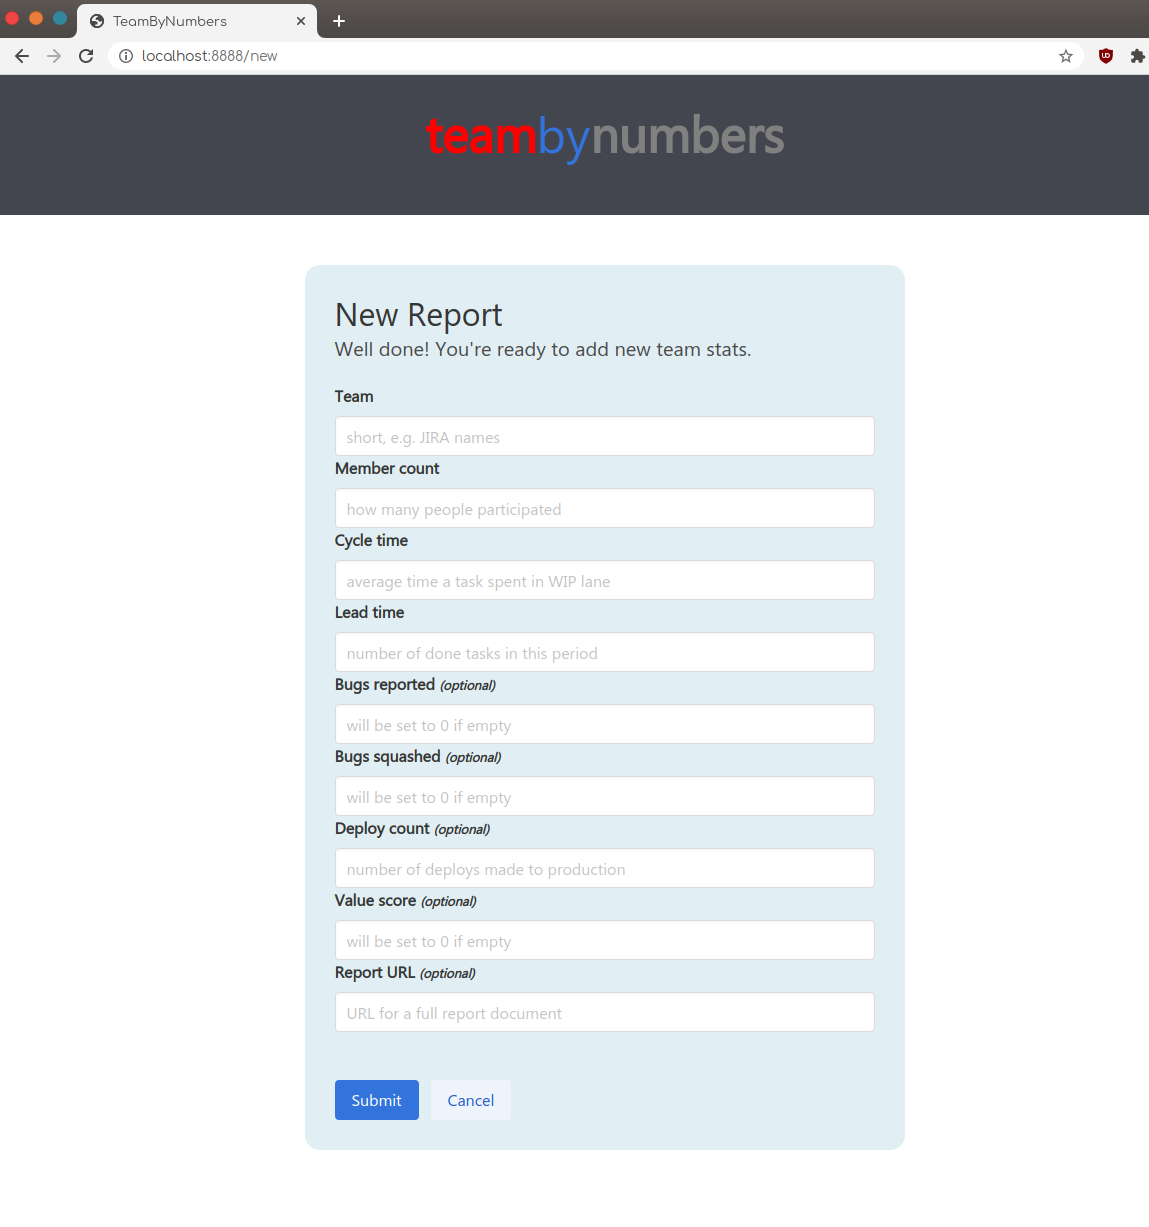 TeamByNumbers
localhost:8888/new
teambynumbers
New Report
Well done! You're ready to add new team stats.
Team
short, e.g. JIRA names
Member count
how many people participated
Cycle time
average time a task spent in WIP lane
Lead time
number of done tasks in this period
Bugs reported (optional)
will be set to 0 if empty
Bugs squashed (optional)
will be set to 0 if empty
Deploy count (optional)
number of deploys made to production
Value score (optional)
will be set to 0 if empty
Report URL (optional)
URL for a full report document
Submit Cancel